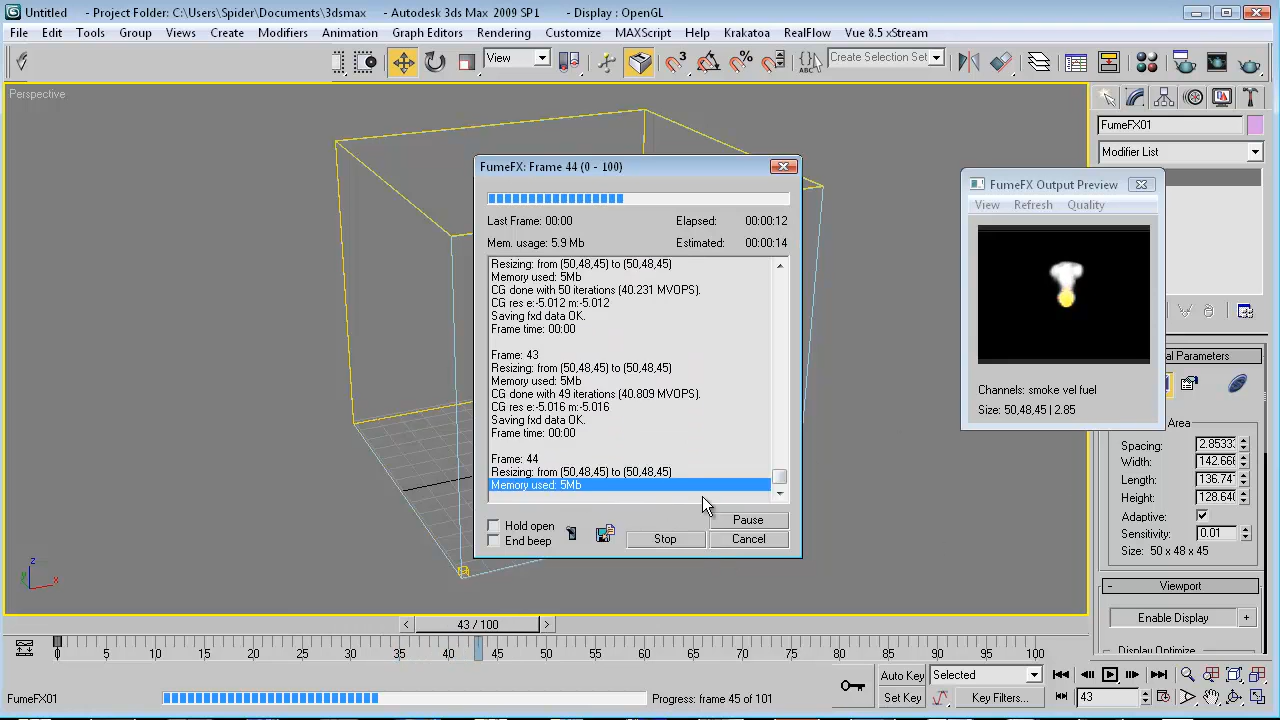 Untitled - Project Folder: C:\Users\Spider\Documents\3dsmax - Autodesk 3ds Max 2009 SP1 - Display : OpenGL
File Edit Tools Group Views Create Modifiers Animation Graph Editors Rendering Customize MAXScript Help Krakatoa RealFlow Vue 8.5 xStream
View
Create Selection Set
Perspective
FumeFX01
Modifier List
FumeFX: Frame 44 (0 - 100)
Last Frame: 00:00 Elapsed: 00:00:12
Mem. usage: 5.9 Mb Estimated: 00:00:14
Resizing: from (50,48,45) to (50,48,45)
Memory used: 5Mb
CG done with 50 iterations (40.231 MVOPS).
CG res e:-5.012 m:-5.012
Saving fxd data OK.
Frame time: 00:00
Frame: 43
Resizing: from (50,48,45) to (50,48,45)
Memory used: 5Mb
CG done with 49 iterations (40.809 MVOPS).
CG res e:-5.016 m:-5.016
Saving fxd data OK.
Frame time: 00:00
Frame: 44
Resizing: from (50,48,45) to (50,48,45)
Memory used: 5Mb
Hold open
End beep
Pause
Stop Cancel
FumeFX Output Preview
View Refresh Quality
Channels: smoke vel fuel
Size: 50,48,45 | 2.85
Parameters
Area
Spacing: 2.8533
Width: 142.66
Length: 136.74
Height: 128.64
Adaptive:
Sensitivity: 0.01
Size: 50 x 48 x 45
- Viewport
Enable Display +
Display Optimize
z
y
x
< 43 / 100 >
0 5 10 15 20 25 30 35 40 45 50 55 60 65 70 75 80 85 90 95 100
FumeFX01
Progress: frame 45 of 101
Auto Key Selected
Set Key Key Filters... 43